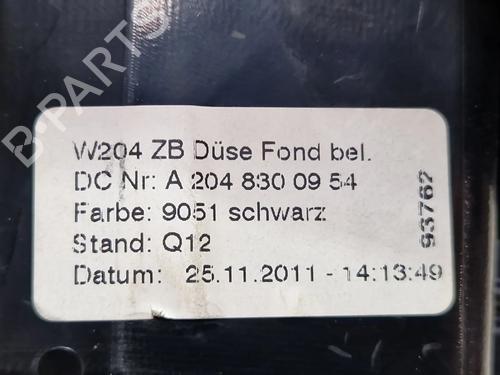 W204 ZB Düse Fond bel.
DC Nr: A 204 830 09 54
Farbe: 9051 schwarz
Stand: Q12
Datum: 25.11.2011 - 14:13:49
93762
B-PARTS